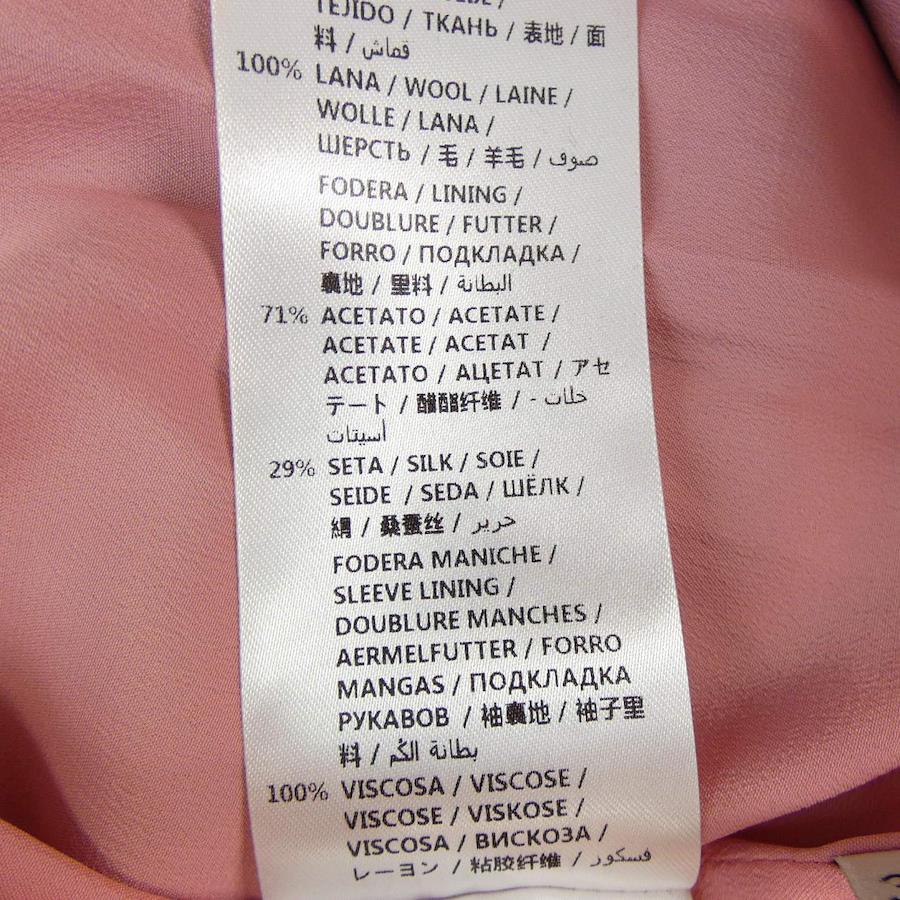 TEJIDO / ТКАНЬ / 表地 / 面
料 / قماش
100% LANA / WOOL / LAINE /
WOLLE / LANA /
ШЕРСТЬ / 毛 / 羊毛 / صوف
FODERA / LINING /
DOUBLURE / FUTTER /
FORRO / ПОДКЛАДКА /
裏地 / 里料 / البطانة
71% ACETATO / ACETATE /
ACETATE / ACETAT /
ACETATO / АЦЕТАТ / アセ
テート / 醋酯纤维 / خلات -
أسيتات
29% SETA / SILK / SOIE /
SEIDE / SEDA / ШЁЛК /
絹 / 桑蚕丝 / حرير
FODERA MANICHE /
SLEEVE LINING /
DOUBLURE MANCHES /
AERMELFUTTER / FORRO
MANGAS / ПОДКЛАДКА
РУКАВОВ / 袖裏地 / 袖子里
料 / بطانة الكُم
100% VISCOSA / VISCOSE /
VISCOSE / VISKOSE /
VISCOSA / ВИСКОЗА /
レーヨン / 粘胶纤维 / فسكور